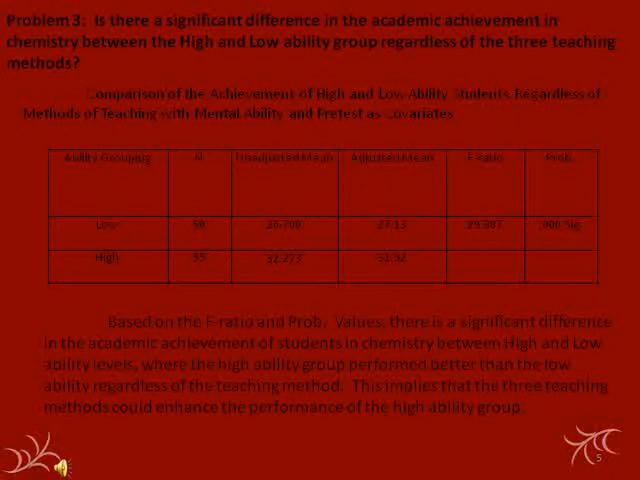 Problem 3: Is there a significant difference in the academic achievement in
chemistry between the High and Low ability group regardless of the three teaching
methods?
Comparison of the Achievement of High and Low Ability Students Regardless of
Methods of Teaching with Mental Ability and Pretest as Covariates
Ability Grouping N Unadjusted Mean Adjusted Mean F-ratio Prob.
Low 50 26.700 27.13 .000 Sig
High 55 32.273
Based on the F-ratio and Prob. Values, there is a significant difference
in the academic achievement of students in chemistry between High and Low
ability levels, where the high ability group performed better than the low
ability regardless of the teaching method. This implies that the three teaching
methods could enhance the performance of the high ability group.
5